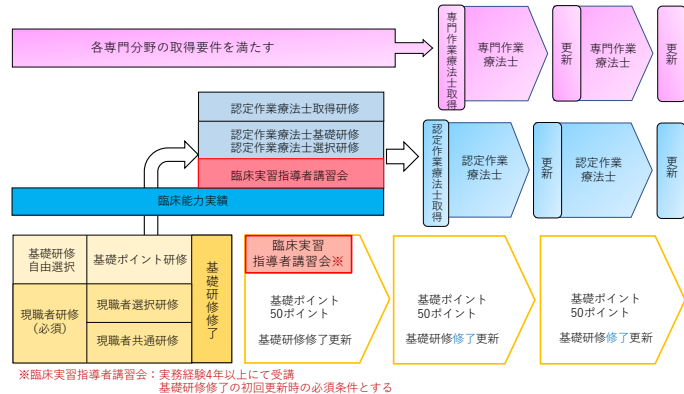 各専門分野の取得要件を満たす
専門作業療法士取得
専門作業
療法士
更新
専門作業
療法士
更新
認定作業療法士取得研修
認定作業療法士基礎研修
認定作業療法士選択研修
臨床実習指導者講習会
臨床能力実績
認定作業療法士取得
認定作業
療法士
更新
認定作業
療法士
更新
基礎研修
自由選択
基礎ポイント研修
現職者研修
（必須）
現職者選択研修
現職者共通研修
基礎研修修了
臨床実習
指導者講習会※
基礎ポイント
50ポイント
基礎研修修了更新
基礎ポイント
50ポイント
基礎研修修了更新
基礎ポイント
50ポイント
基礎研修修了更新
※臨床実習指導者講習会：実務経験4年以上にて受講
基礎研修修了の初回更新時の必須条件とする